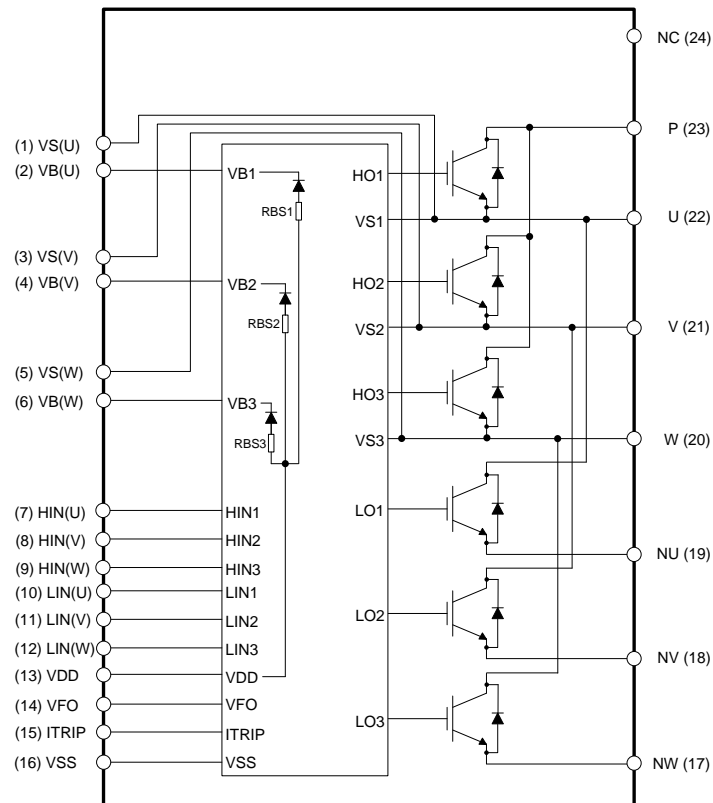 NC (24)
(1) VS(U)
(2) VB(U)
(3) VS(V)
(4) VB(V)
(5) VS(W)
(6) VB(W)
(7) HIN(U)
(8) HIN(V)
(9) HIN(W)
(10) LIN(U)
(11) LIN(V)
(12) LIN(W)
(13) VDD
(14) VFO
(15) ITRIP
(16) VSS
VB1
RBS1
VB2
RBS2
VB3
RBS3
HIN1
HIN2
HIN3
LIN1
LIN2
LIN3
VDD
VFO
ITRIP
VSS
HO1
VS1
HO2
VS2
HO3
VS3
LO1
LO2
LO3
P (23)
U (22)
V (21)
W (20)
NU (19)
NV (18)
NW (17)